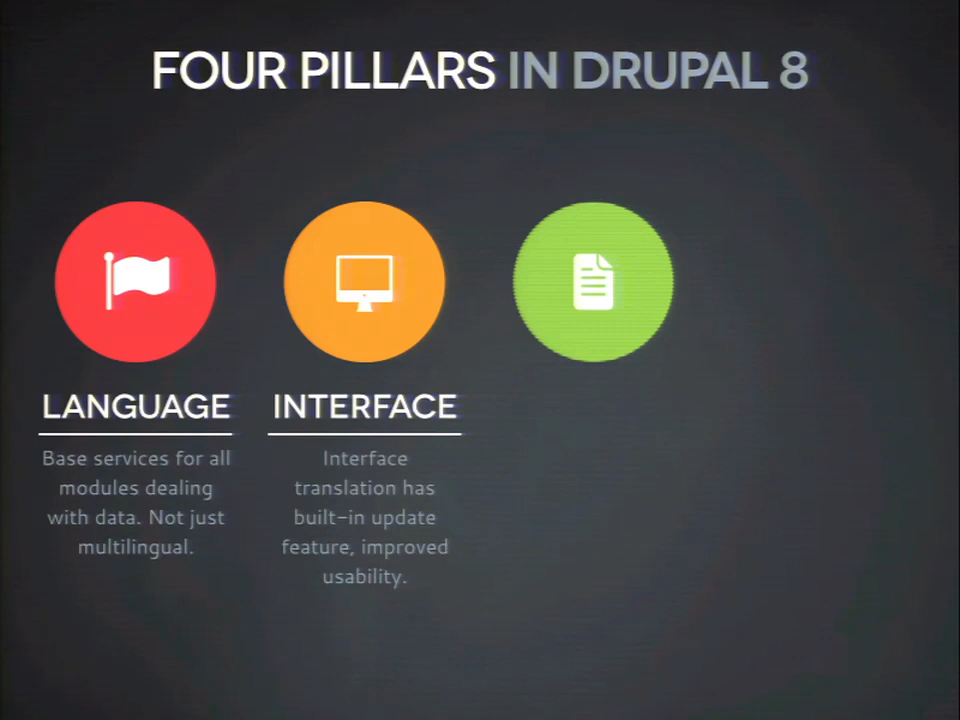 FOUR PILLARS IN DRUPAL 8
LANGUAGE
Base services for all
modules dealing
with data. Not just
multilingual.
INTERFACE
Interface
translation has
built-in update
feature, improved
usability.